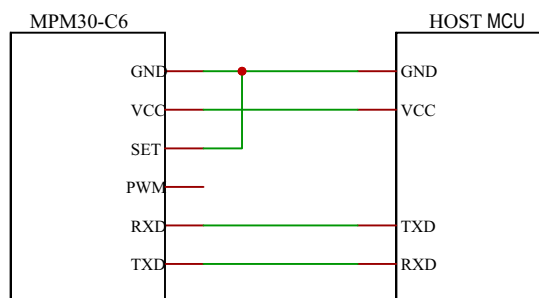 MPM30-C6 HOST MCU
GND GND
VCC VCC
SET
PWM
RXD TXD
TXD RXD